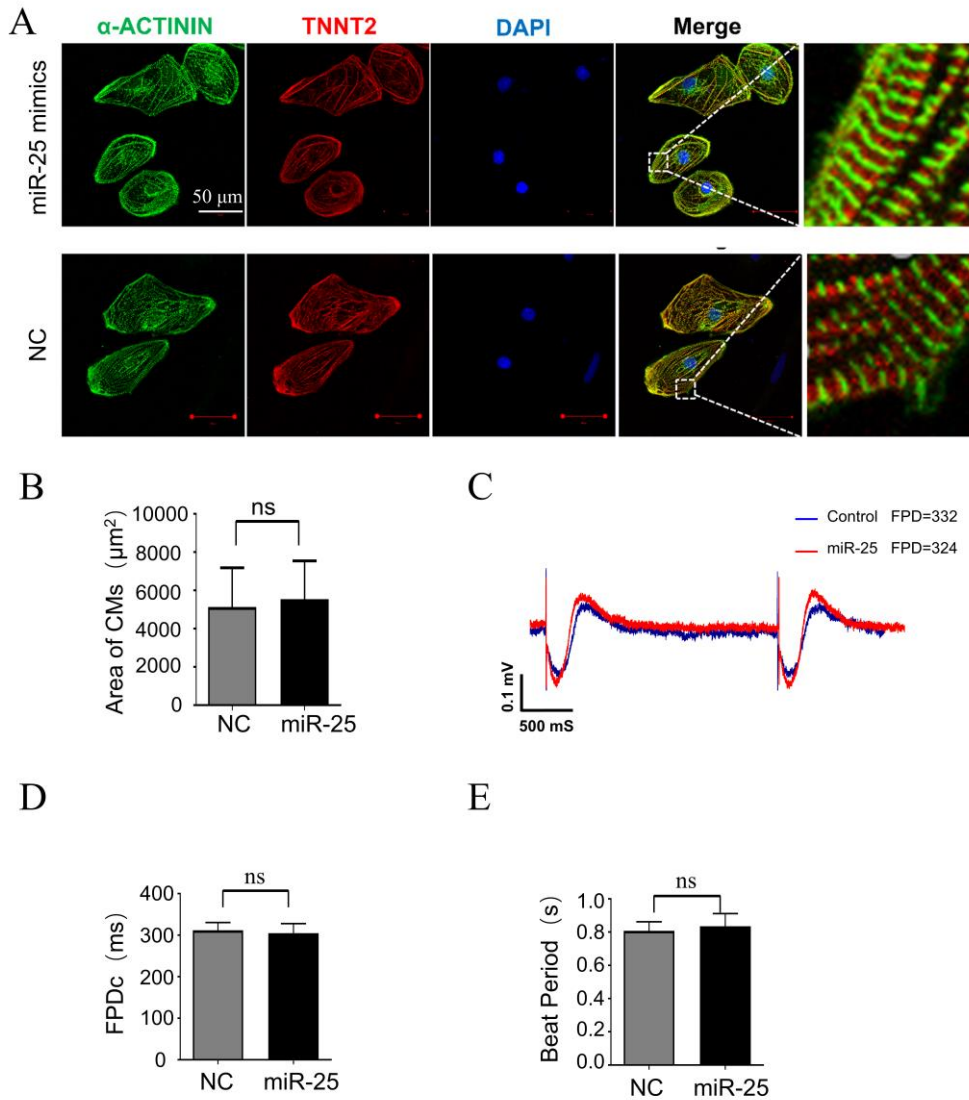 A
α-ACTININ TNNT2 DAPI Merge
miR-25 mimics
50 μm
NC
B
Area of CMs (μm²)
10000
8000
6000
4000
2000
0
ns
NC miR-25
C
Control FPD=332
miR-25 FPD=324
0.1 mV
500 mS
D
FPDc (ms)
400
300
200
100
0
ns
NC miR-25
E
Beat Period (s)
1.0
0.8
0.6
0.4
0.2
0.0
ns
NC miR-25